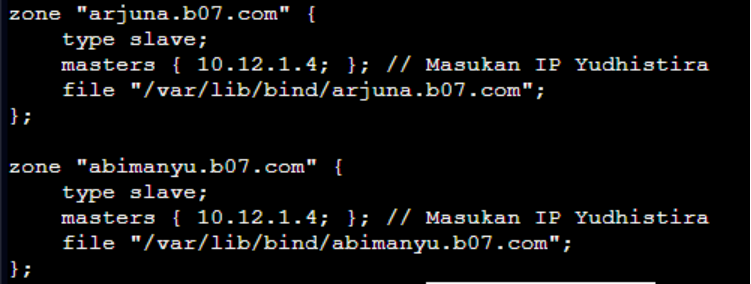 zone "arjuna.b07.com" {
    type slave;
    masters { 10.12.1.4; }; // Masukan IP Yudhistira
    file "/var/lib/bind/arjuna.b07.com";
};

zone "abimanyu.b07.com" {
    type slave;
    masters { 10.12.1.4; }; // Masukan IP Yudhistira
    file "/var/lib/bind/abimanyu.b07.com";
};